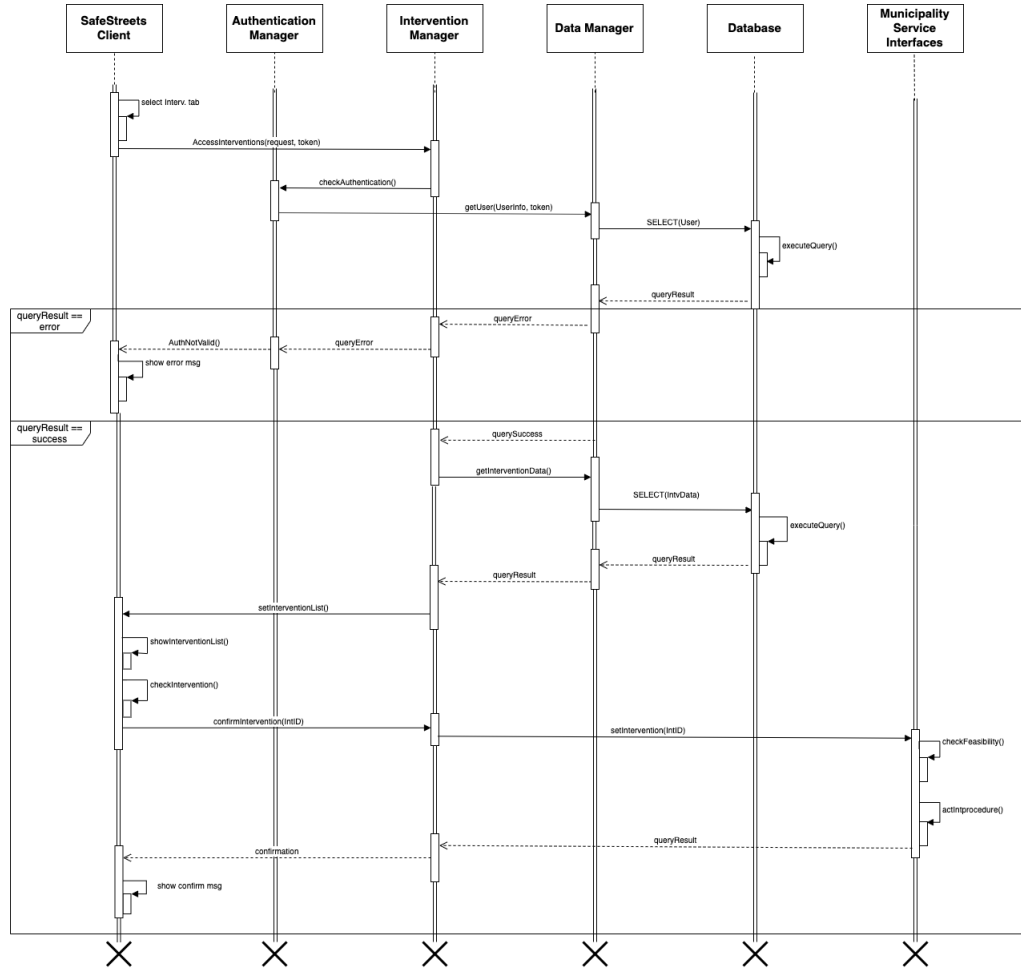 SafeStreets
Client
Authentication
Manager
Intervention
Manager
Data Manager
Database
Municipality
Service
Interfaces
select Interv. tab
AccessInterventions(request, token)
checkAuthentication()
getUser(UserInfo, token)
SELECT(User)
executeQuery()
queryResult
queryResult ==
error
queryError
queryError
AuthNotValid()
show error msg
queryResult ==
success
querySuccess
getInterventionData()
SELECT(IntvData)
executeQuery()
queryResult
queryResult
setInterventionList()
showInterventionList()
checkIntervention()
confirmIntervention(IntID)
setIntervention(IntID)
checkFeasibility()
actIntprocedure()
queryResult
confirmation
show confirm msg